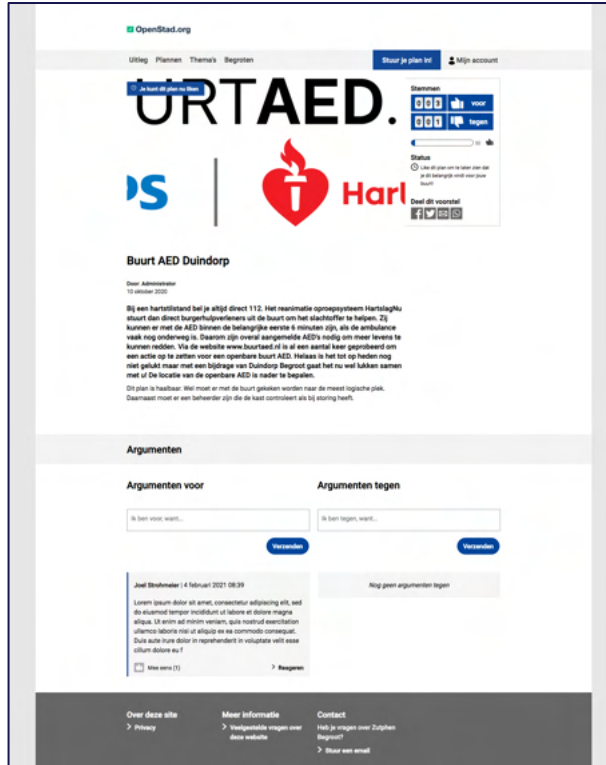 OpenStad.org
Uitleg Plannen Thema's Begroten Stuur je plan in! Mijn account
Je kunt dit plan nu liken
URTAED.
Stemmen
003 voor
001 tegen
Status
Like dit plan om te laten zien dat
je dit belangrijk vindt voor jouw
buurt!
Deel dit voorstel
PS | Hart
Buurt AED Duindorp
Door: Administrator
10 oktober 2020
Bij een hartstilstand bel je altijd direct 112. Het reanimatie oproepsysteem HartslagNu
stuurt dan direct burgerhulpverleners uit de buurt om het slachtoffer te helpen. Zij
kunnen er met de AED binnen de belangrijke eerste 6 minuten zijn, als de ambulance
vaak nog onderweg is. Daarom zijn overal aangemelde AED's nodig om meer levens te
kunnen redden. Via de website www.buurtaed.nl is al een aantal keer geprobeerd om
een actie op te zetten voor een openbare buurt AED. Helaas is het tot op heden nog
niet gelukt maar met een bijdrage van Duindorp Begroot gaat het nu wel lukken samen
met u! De locatie van de openbare AED is nader te bepalen.
Dit plan is haalbaar. Wel moet er met de buurt gekeken worden naar de meest logische plek.
Daarnaast moet er een beheerder zijn die de kast controleert als bij storing heeft.
Argumenten
Argumenten voor
Ik ben voor, want...
Verzenden
Joel Strohmeier | 4 februari 2021 08:39
Lorem ipsum dolor sit amet, consectetur adipiscing elit, sed
do eiusmod tempor incididunt ut labore et dolore magna
aliqua. Ut enim ad minim veniam, quis nostrud exercitation
ullamco laboris nisi ut aliquip ex ea commodo consequat.
Duis aute irure dolor in reprehenderit in voluptate velit esse
cillum dolore eu f
Mee eens (1) > Reageren
Argumenten tegen
Ik ben tegen, want...
Verzenden
Nog geen argumenten tegen
Over deze site
> Privacy
Meer informatie
> Veelgestelde vragen over
deze website
Contact
Heb je vragen over Zutphen
Begroot?
> Stuur een email